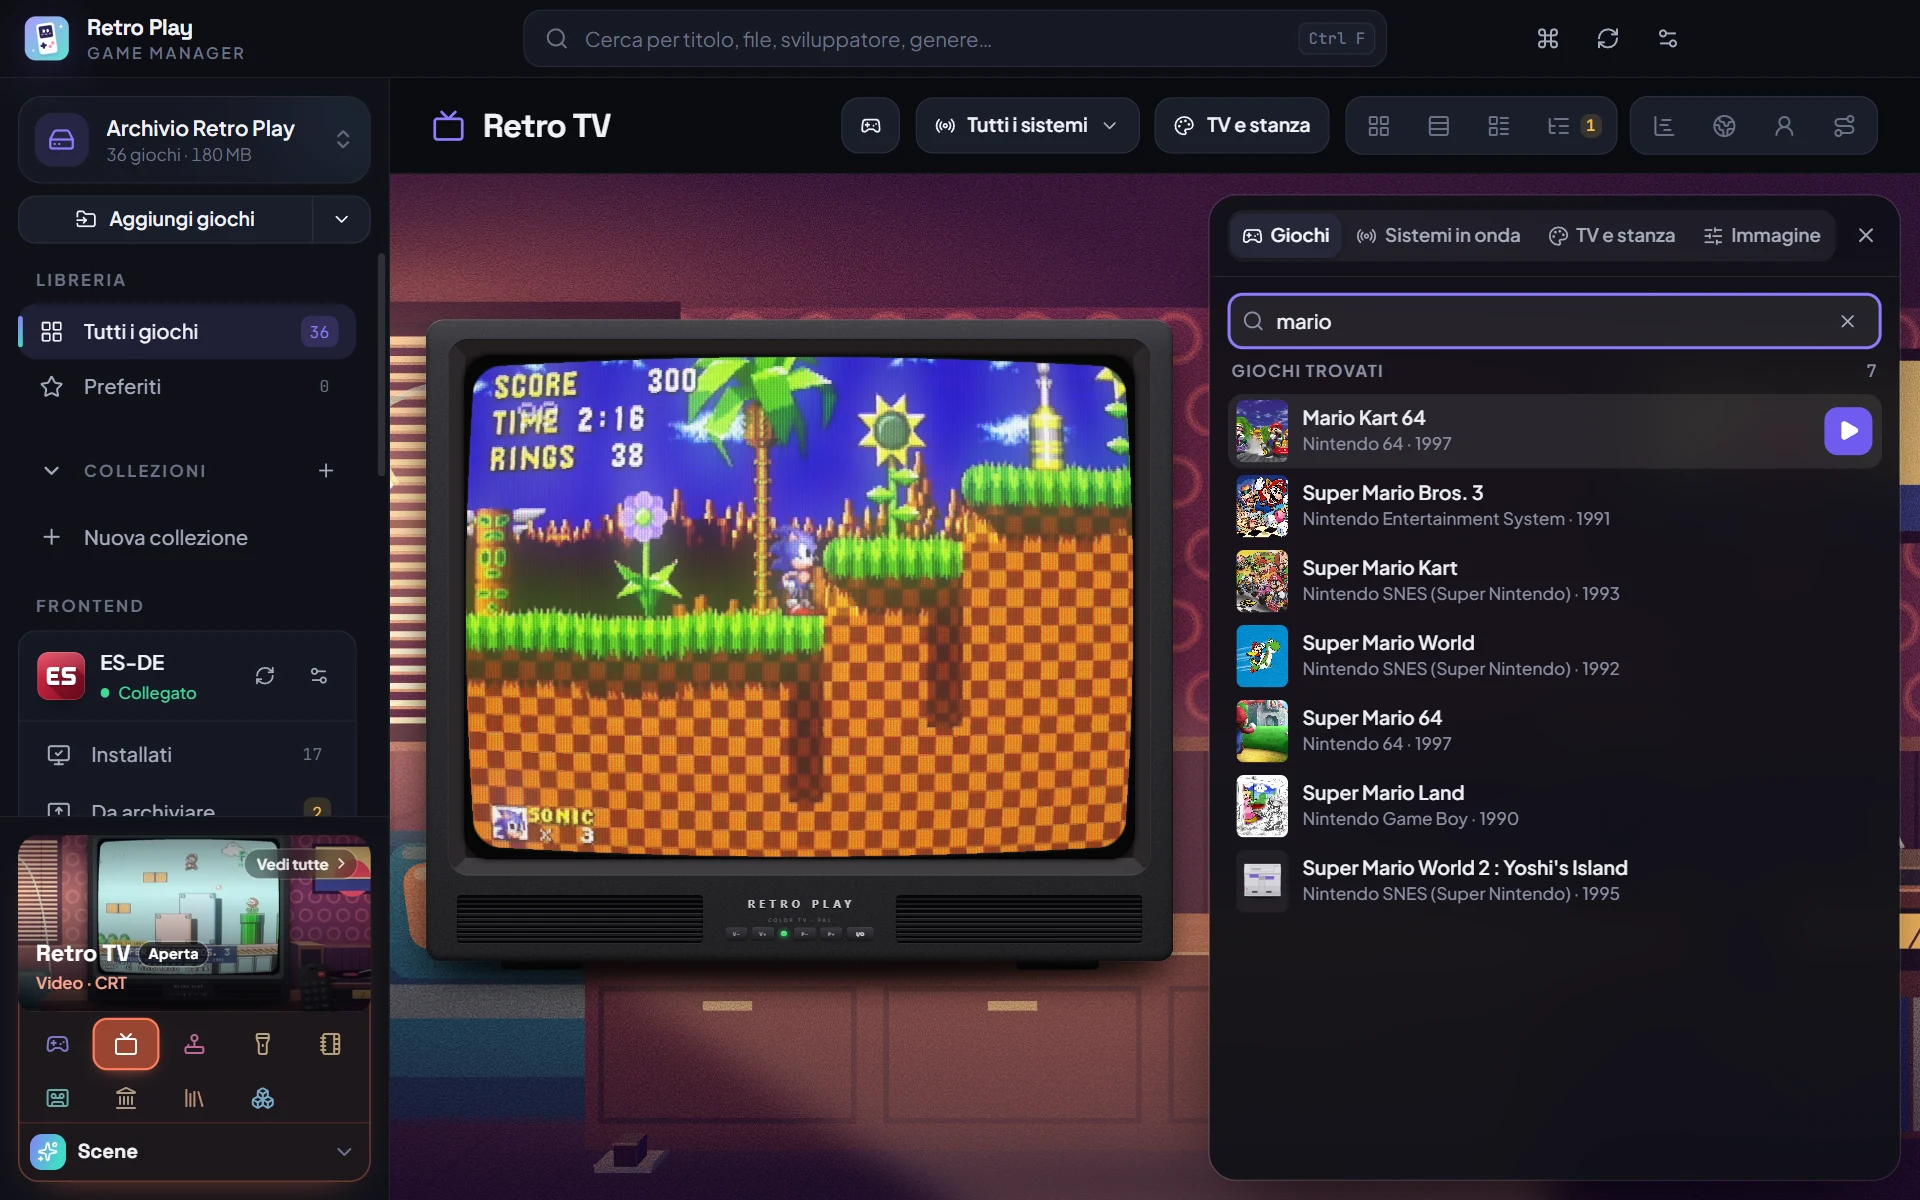 Retro Play
GAME MANAGER
Cerca per titolo, file, sviluppatore, genere...
Ctrl F
Archivio Retro Play
36 giochi · 180 MB
Aggiungi giochi
LIBRERIA
Tutti i giochi
36
Preferiti
0
COLLEZIONI
Nuova collezione
FRONTEND
ES
ES-DE
Collegato
Installati
17
Da archiviare
2
Vedi tutte
Retro TV
Aperta
Video · CRT
Scene
Retro TV
Tutti i sistemi
TV e stanza
1
SCORE 300
TIME 2:16
RINGS 38
SONIC
x 3
RETRO PLAY
COLOR TV · PAL
V-
V+
P-
P+
I/O
Giochi
Sistemi in onda
TV e stanza
Immagine
mario
GIOCHI TROVATI
7
Mario Kart 64
Nintendo 64 · 1997
Super Mario Bros. 3
Nintendo Entertainment System · 1991
Super Mario Kart
Nintendo SNES (Super Nintendo) · 1993
Super Mario World
Nintendo SNES (Super Nintendo) · 1992
Super Mario 64
Nintendo 64 · 1997
Super Mario Land
Nintendo Game Boy · 1990
Super Mario World 2 : Yoshi's Island
Nintendo SNES (Super Nintendo) · 1995